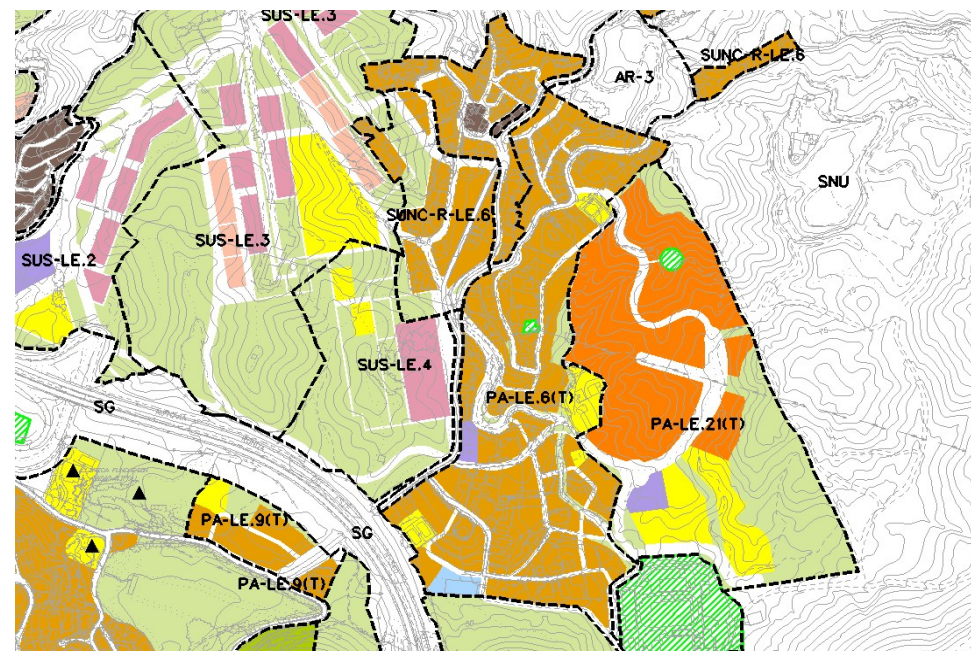 SUS-LE.3
SUNC-R-LE.6
AR-3
SNU
SUNC-R-LE.6
SUS-LE.3
SUS-LE.2
SUS-LE.4
PA-LE.6(T)
SG
PA-LE.21(T)
PA-LE.9(T)
SG
PA-LE.9(T)